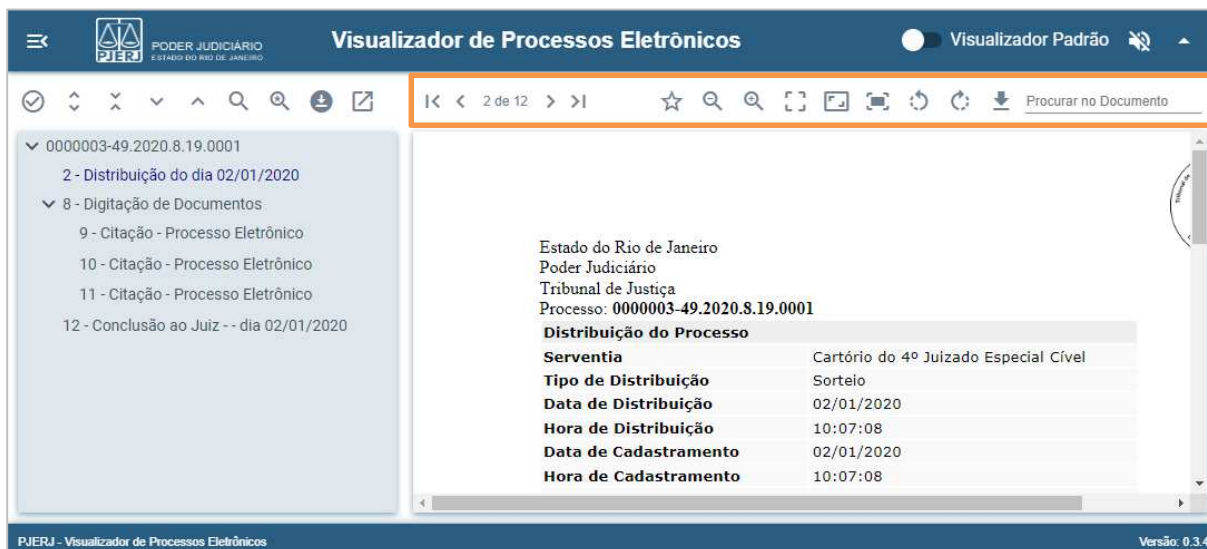 PJERJ
PODER JUDICIÁRIO
ESTADO DO RIO DE JANEIRO
Visualizador de Processos Eletrônicos
Visualizador Padrão
2 de 12
Procurar no Documento
0000003-49.2020.8.19.0001
2 - Distribuição do dia 02/01/2020
8 - Digitação de Documentos
9 - Citação - Processo Eletrônico
10 - Citação - Processo Eletrônico
11 - Citação - Processo Eletrônico
12 - Conclusão ao Juiz - - dia 02/01/2020
Estado do Rio de Janeiro
Poder Judiciário
Tribunal de Justiça
Processo: 0000003-49.2020.8.19.0001
Distribuição do Processo
Serventia Cartório do 4º Juizado Especial Cível
Tipo de Distribuição Sorteio
Data de Distribuição 02/01/2020
Hora de Distribuição 10:07:08
Data de Cadastramento 02/01/2020
Hora de Cadastramento 10:07:08
PJERJ - Visualizador de Processos Eletrônicos
Versão: 0.3.4